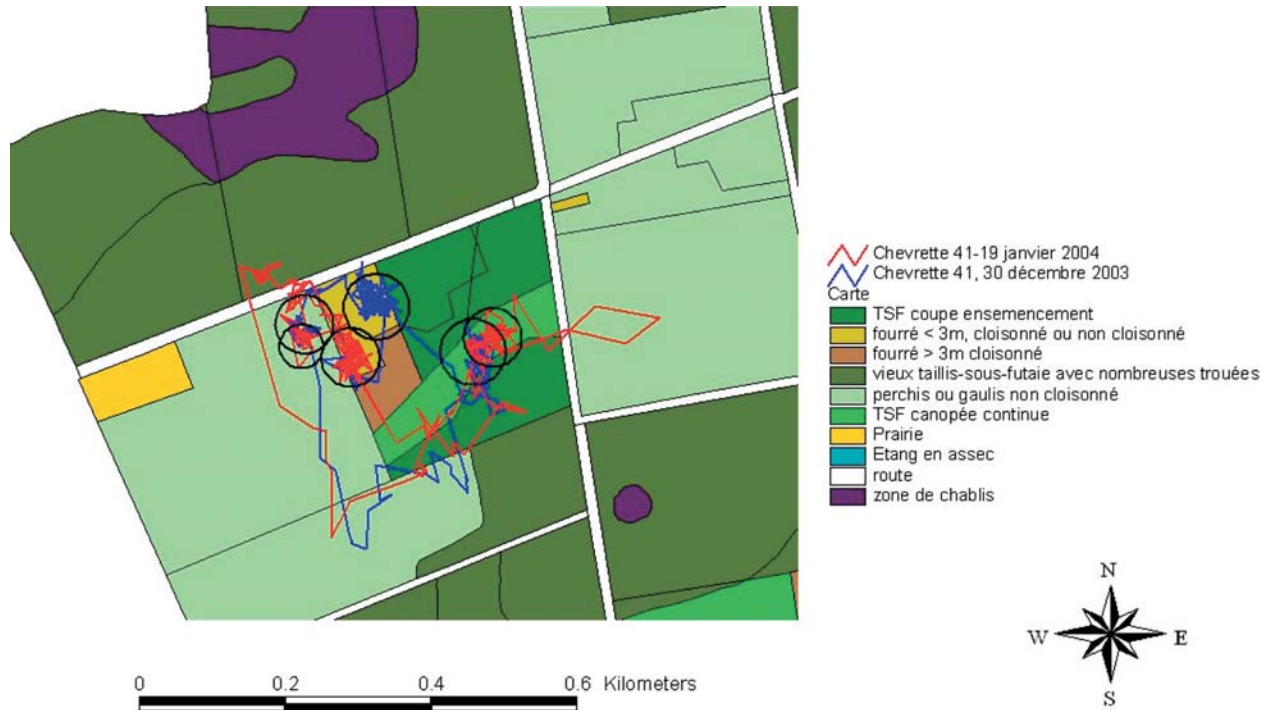 Chevrette 41-19 janvier 2004
Chevrette 41, 30 décembre 2003
Carte
TSF coupe ensemencement
fourré < 3m, cloisonné ou non cloisonné
fourré > 3m cloisonné
vieux taillis-sous-futaie avec nombreuses trouées
perchis ou gaulis non cloisonné
TSF canopée continue
Prairie
Etang en assec
route
zone de chablis
N
W E
S
0 0.2 0.4 0.6 Kilometers